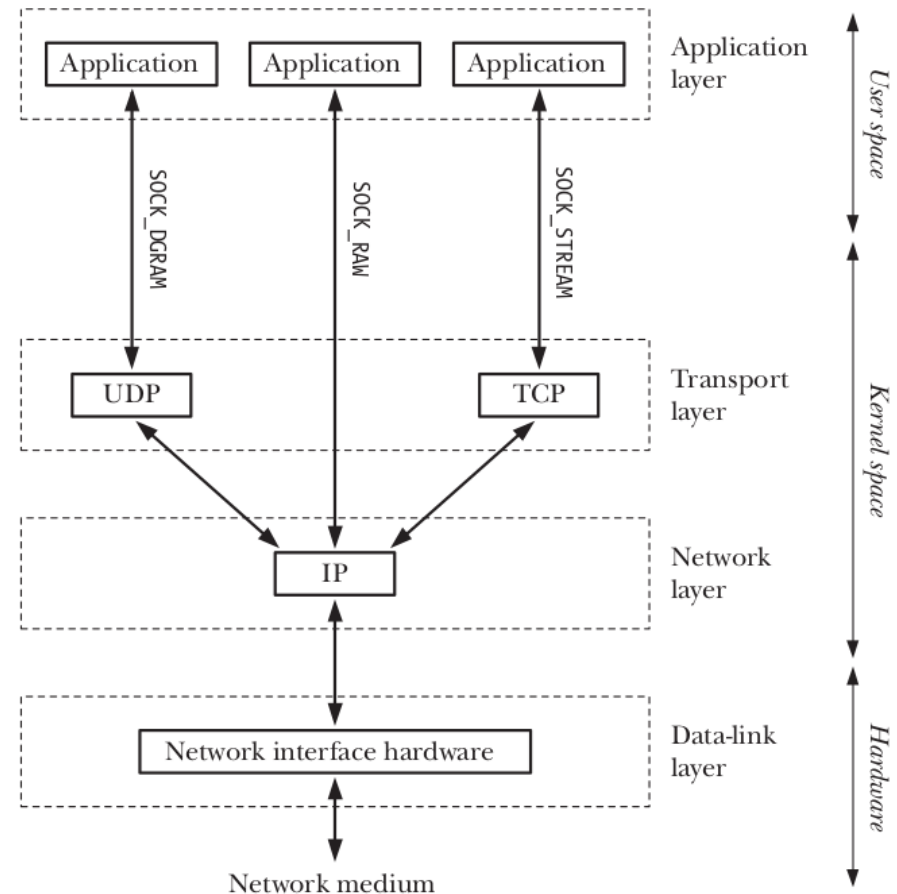 Application
Application
Application
Application
layer
User space
SOCK_DGRAM
SOCK_RAW
SOCK_STREAM
UDP
TCP
Transport
layer
Kernel space
IP
Network
layer
Network interface hardware
Data-link
layer
Hardware
Network medium